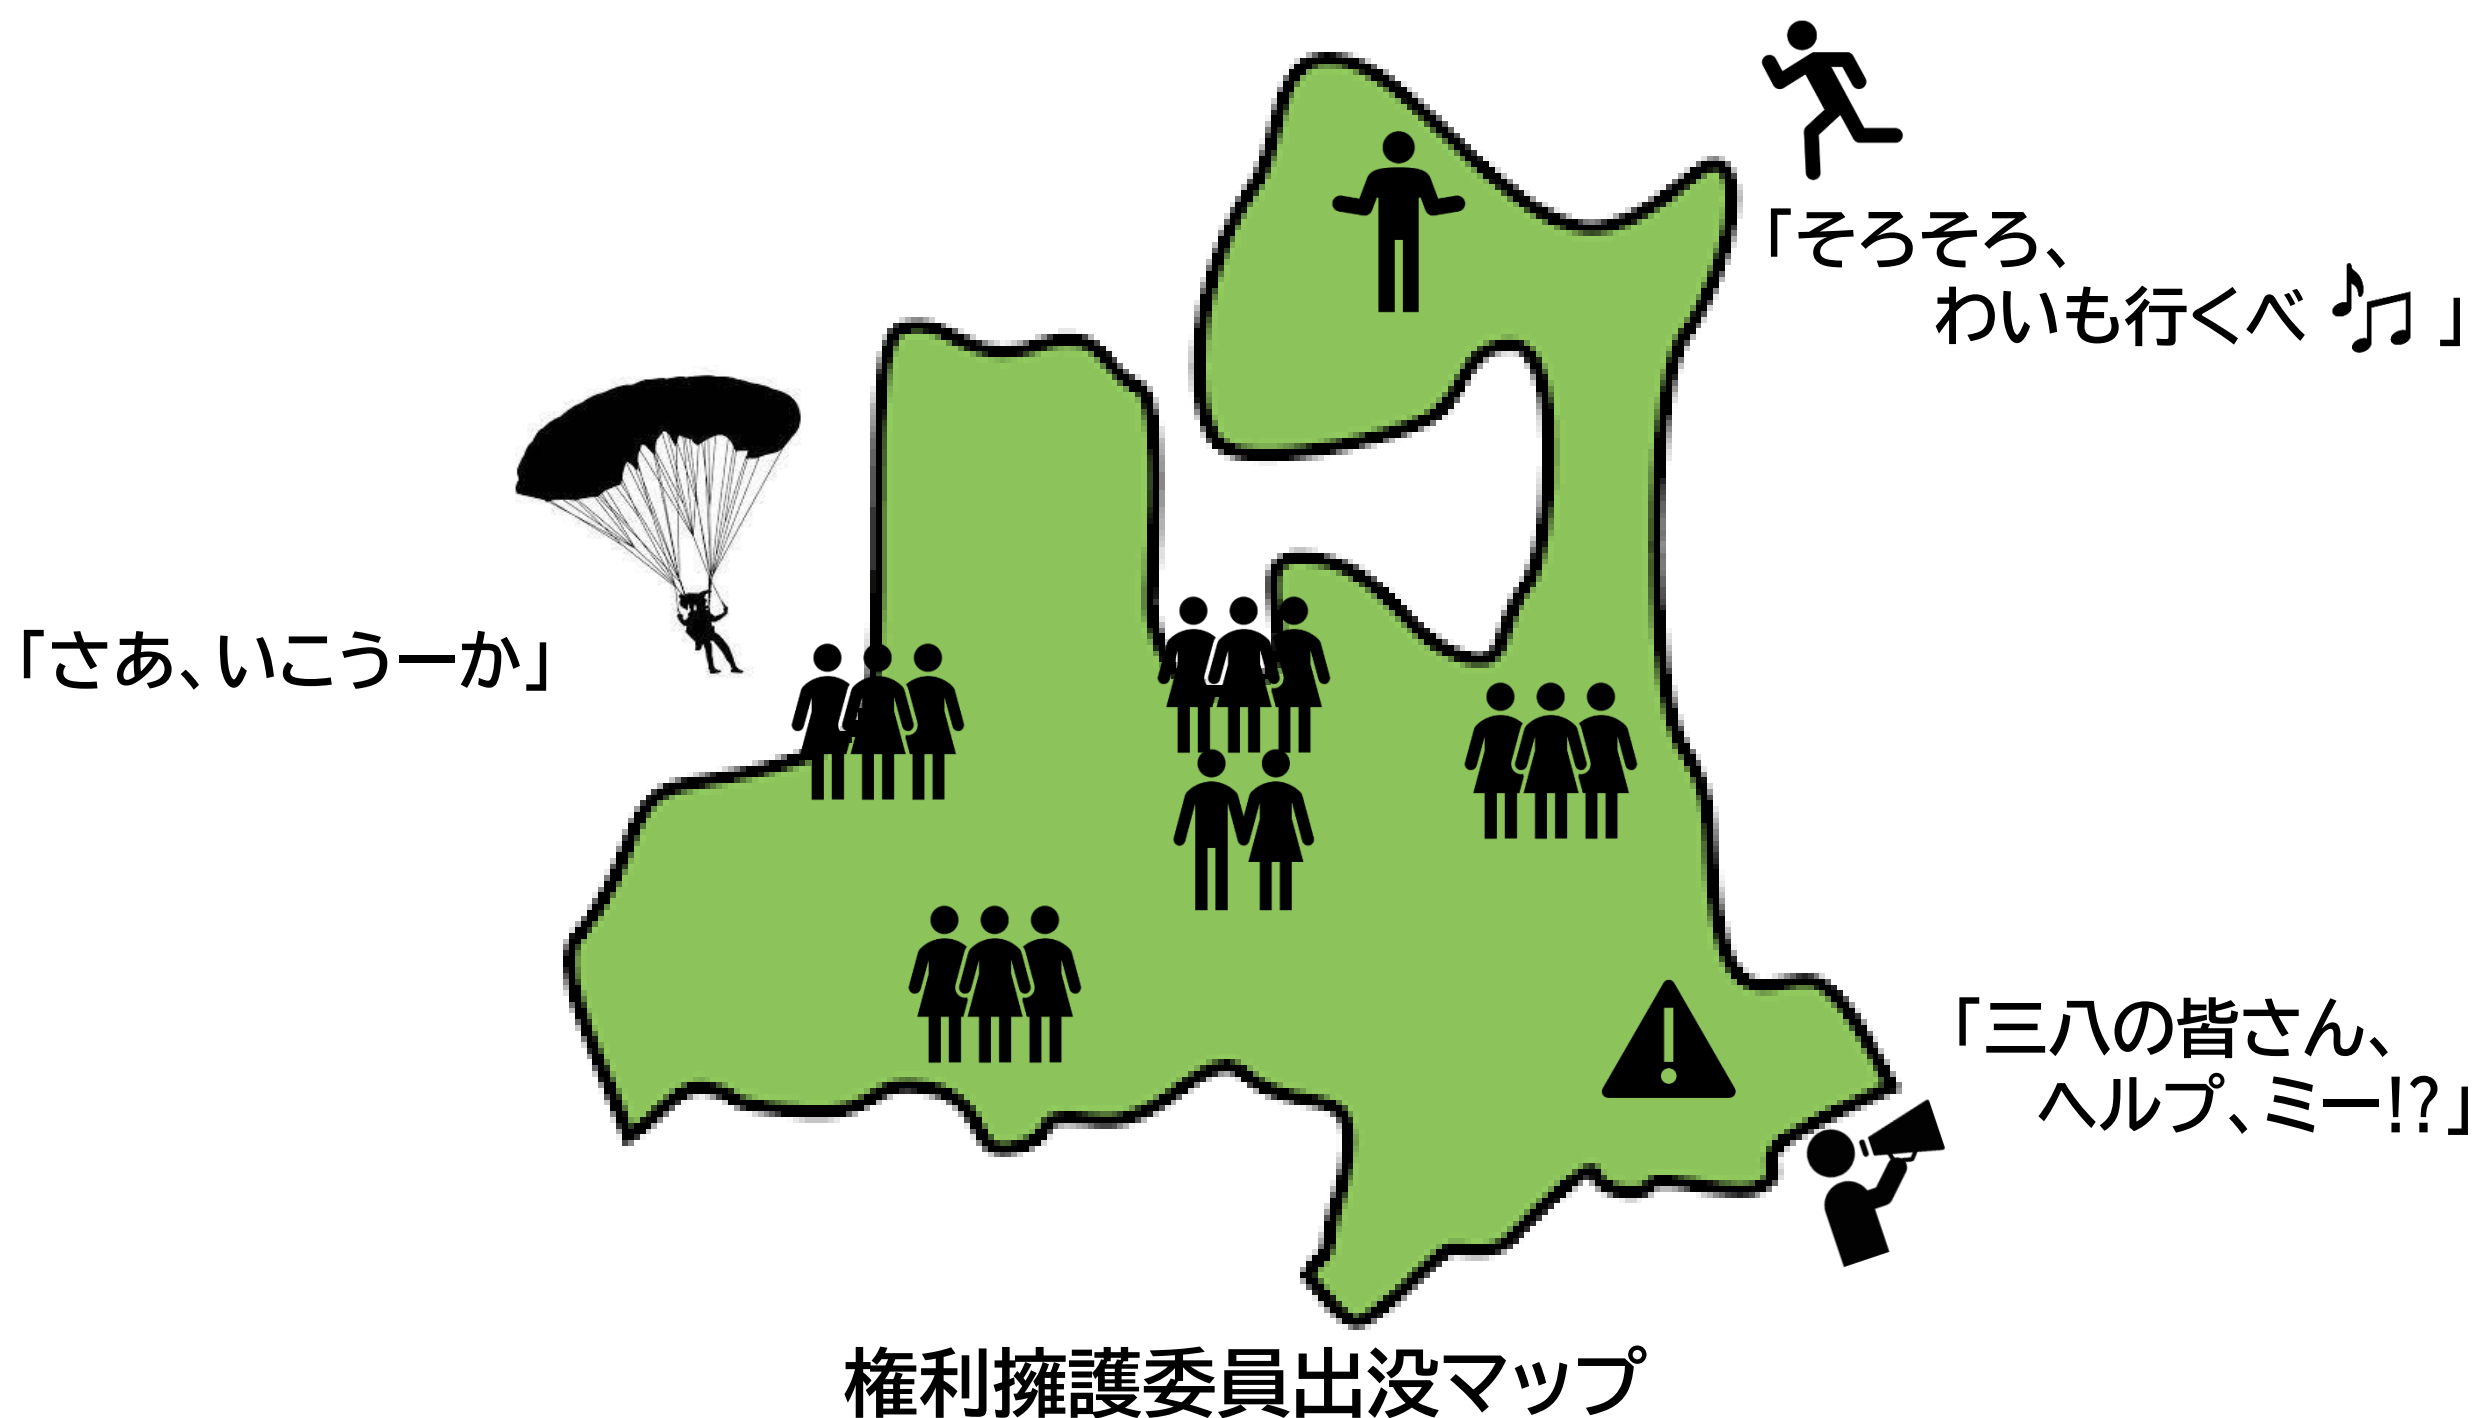 「そろそろ、
わいも行くべ♪♫」
「さあ、いこうーか」
「三八の皆さん、
ヘルプ、ミー!?」
権利擁護委員出没マップ